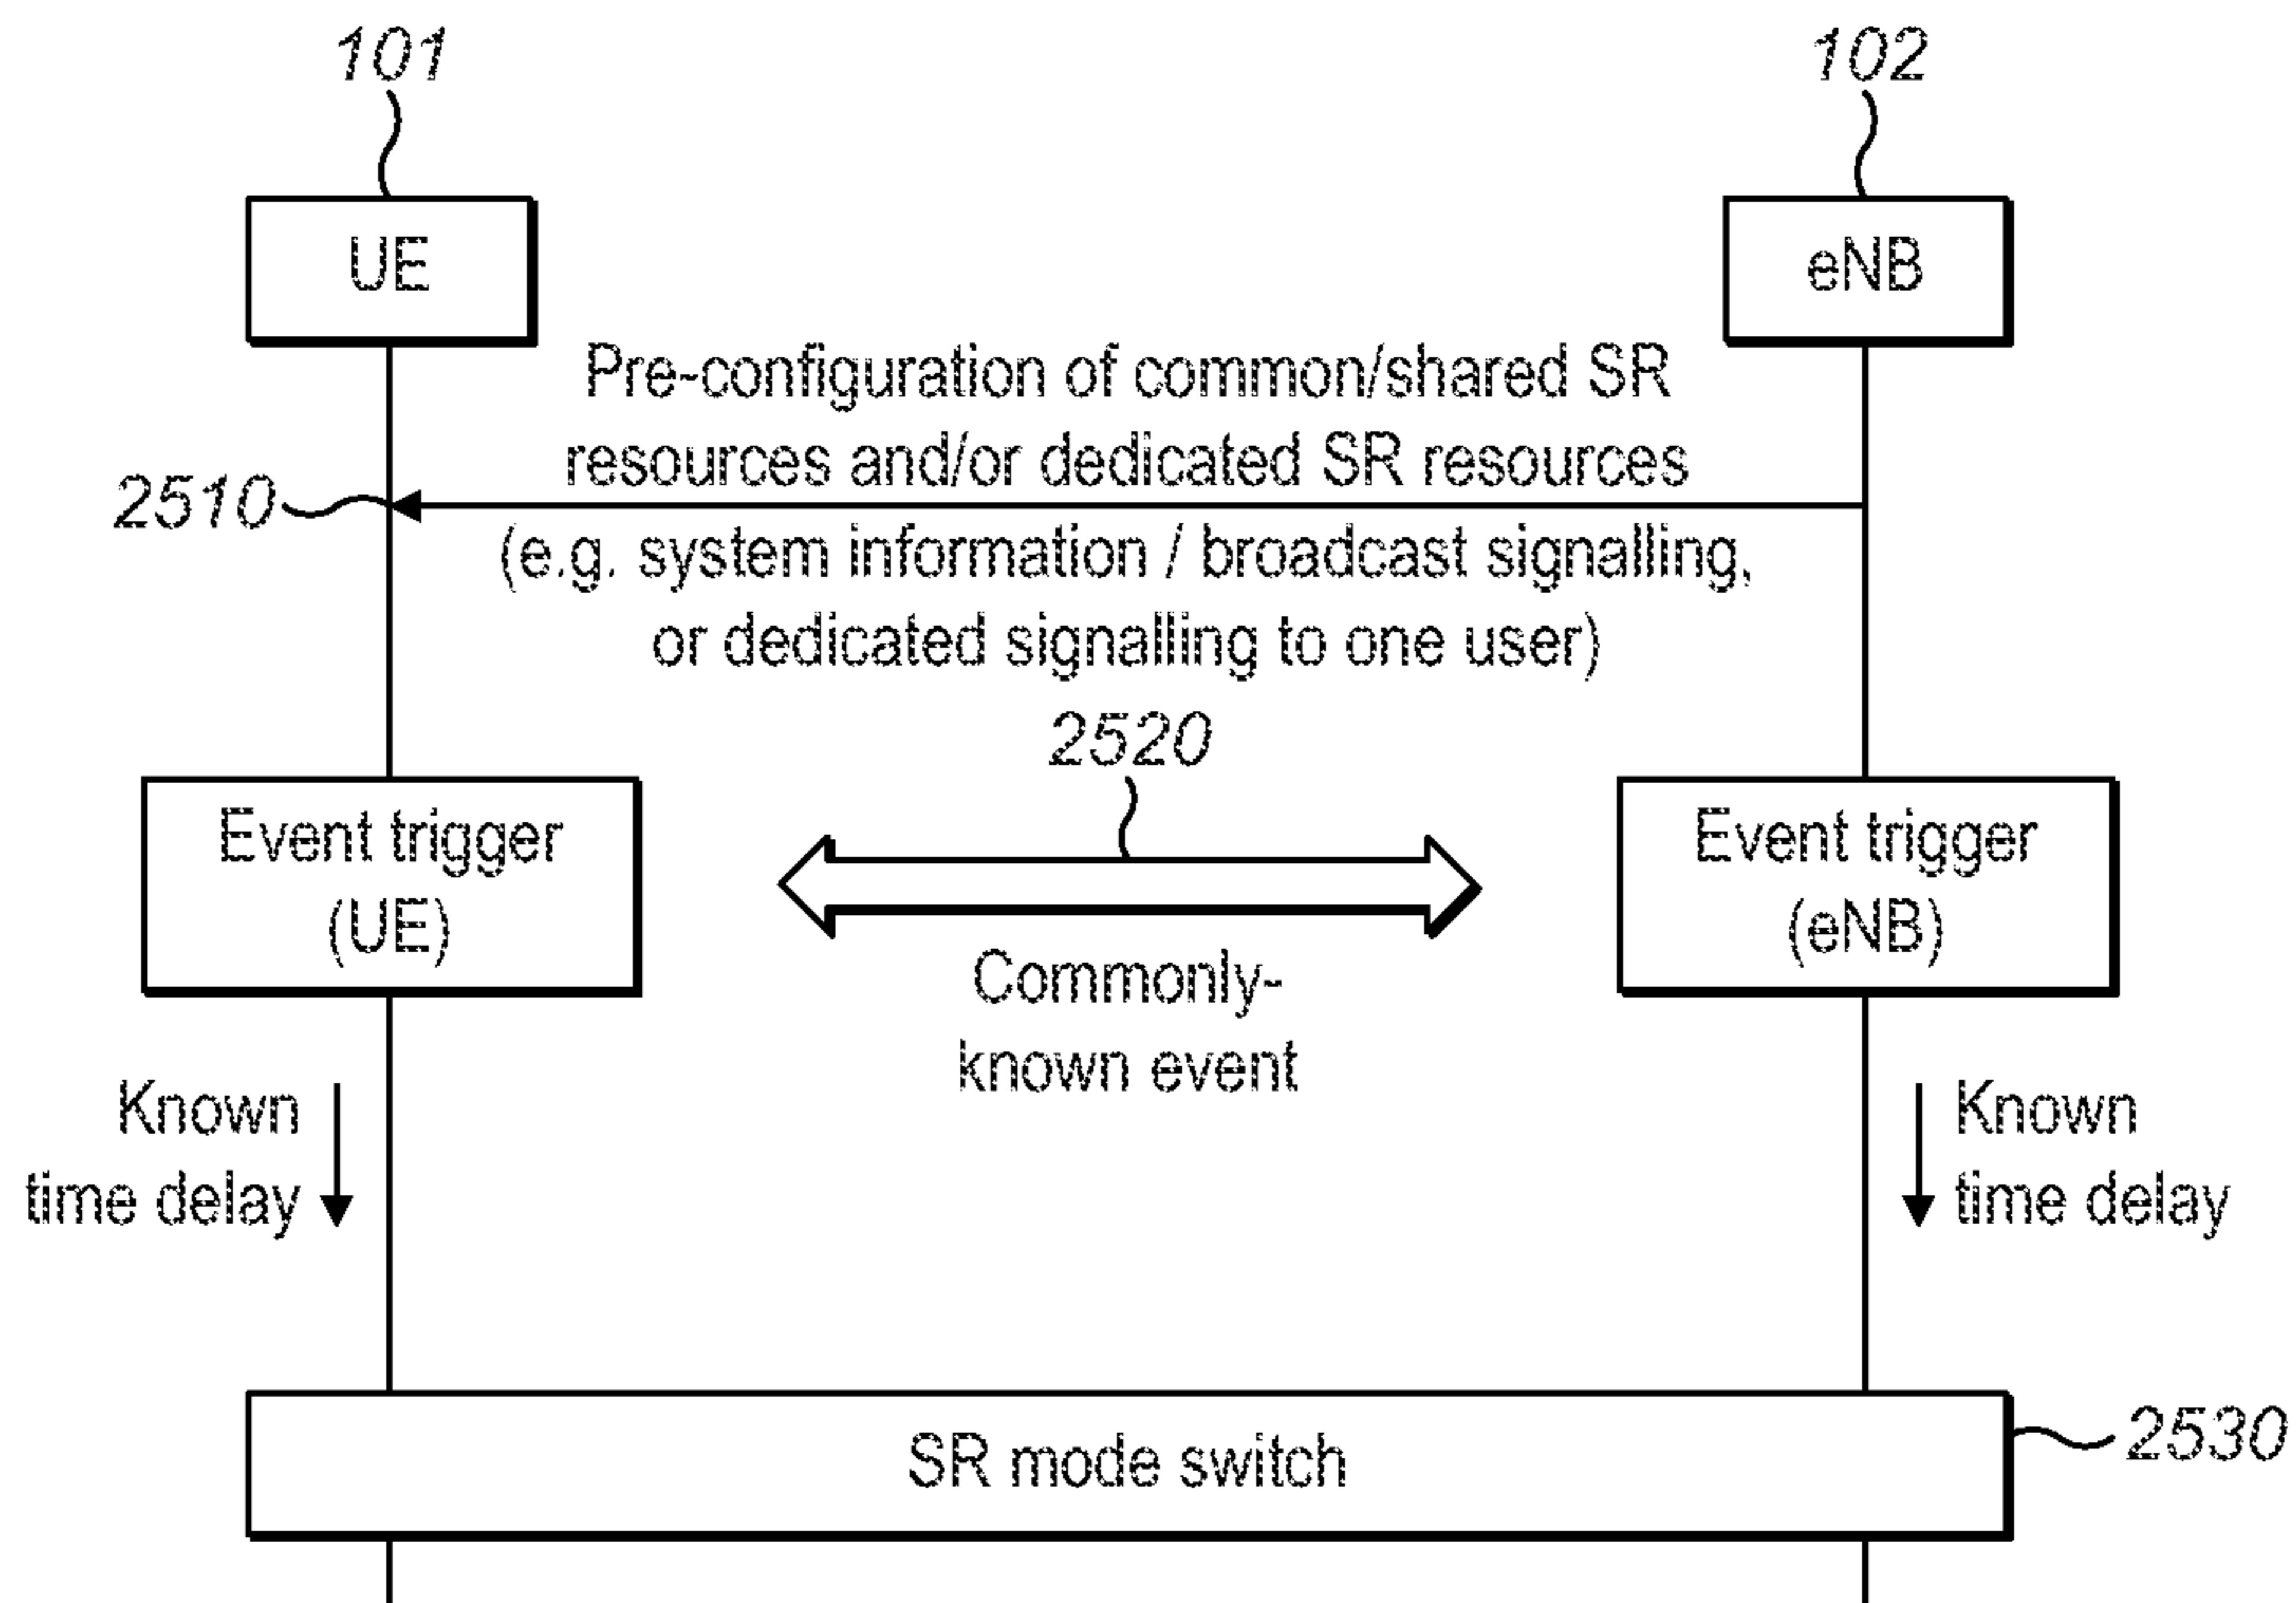 101
102
UE
eNB
Pre-configuration of common/shared SR
resources and/or dedicated SR resources
2510
(e.g. system information / broadcast signalling,
or dedicated signalling to one user)
2520
Event trigger
(UE)
Event trigger
(eNB)
Commonly-
known event
Known
time delay
Known
time delay
SR mode switch
2530